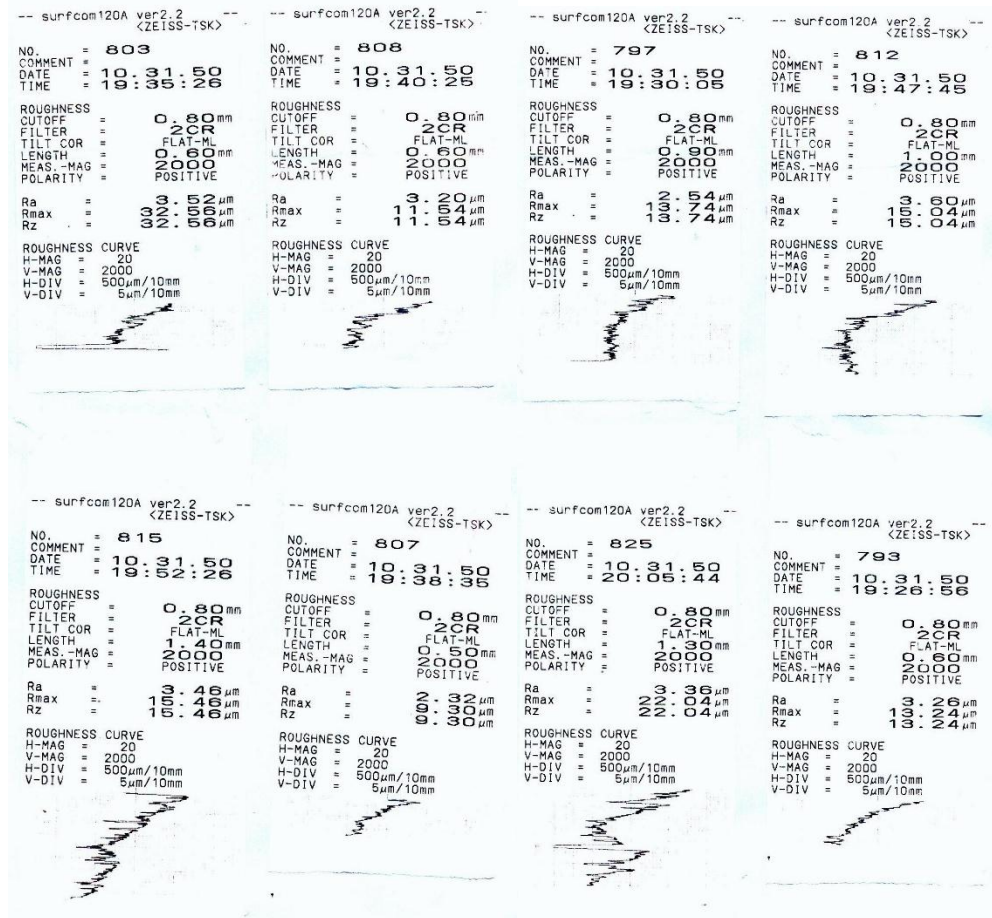 -- surfcom120A ver2.2 --
<ZEISS-TSK>
NO. = 803
COMMENT =
DATE = 10.31.50
TIME = 19:35:26
ROUGHNESS
CUTOFF = 0.80mm
FILTER = 2CR
TILT COR = FLAT-ML
LENGTH = 0.60mm
MEAS.-MAG = 2000
POLARITY = POSITIVE
Ra = 3.52µm
Rmax = 32.56µm
Rz = 32.56µm
ROUGHNESS CURVE
H-MAG = 20
V-MAG = 2000
H-DIV = 500µm/10mm
V-DIV = 5µm/10mm
-- surfcom120A ver2.2 --
<ZEISS-TSK>
NO. = 808
COMMENT =
DATE = 10.31.50
TIME = 19:40:25
ROUGHNESS
CUTOFF = 0.80mm
FILTER = 2CR
TILT COR = FLAT-ML
LENGTH = 0.60mm
MEAS.-MAG = 2000
POLARITY = POSITIVE
Ra = 3.20µm
Rmax = 11.54µm
Rz = 11.54µm
ROUGHNESS CURVE
H-MAG = 20
V-MAG = 2000
H-DIV = 500µm/10mm
V-DIV = 5µm/10mm
-- surfcom120A ver2.2 --
<ZEISS-TSK>
NO. = 797
COMMENT =
DATE = 10.31.50
TIME = 19:30:05
ROUGHNESS
CUTOFF = 0.80mm
FILTER = 2CR
TILT COR = FLAT-ML
LENGTH = 0.90mm
MEAS.-MAG = 2000
POLARITY = POSITIVE
Ra = 2.54µm
Rmax = 13.74µm
Rz = 13.74µm
ROUGHNESS CURVE
H-MAG = 20
V-MAG = 2000
H-DIV = 500µm/10mm
V-DIV = 5µm/10mm
-- surfcom120A ver2.2 --
<ZEISS-TSK>
NO. = 812
COMMENT =
DATE = 10.31.50
TIME = 19:47:45
ROUGHNESS
CUTOFF = 0.80mm
FILTER = 2CR
TILT COR = FLAT-ML
LENGTH = 1.00mm
MEAS.-MAG = 2000
POLARITY = POSITIVE
Ra = 3.60µm
Rmax = 15.04µm
Rz = 15.04µm
ROUGHNESS CURVE
H-MAG = 20
V-MAG = 2000
H-DIV = 500µm/10mm
V-DIV = 5µm/10mm
-- surfcom120A ver2.2 --
<ZEISS-TSK>
NO. = 815
COMMENT =
DATE = 10.31.50
TIME = 19:52:26
ROUGHNESS
CUTOFF = 0.80mm
FILTER = 2CR
TILT COR = FLAT-ML
LENGTH = 1.40mm
MEAS.-MAG = 2000
POLARITY = POSITIVE
Ra = 3.46µm
Rmax = 15.46µm
Rz = 15.46µm
ROUGHNESS CURVE
H-MAG = 20
V-MAG = 2000
H-DIV = 500µm/10mm
V-DIV = 5µm/10mm
-- surfcom120A ver2.2 --
<ZEISS-TSK>
NO. = 807
COMMENT =
DATE = 10.31.50
TIME = 19:38:35
ROUGHNESS
CUTOFF = 0.80mm
FILTER = 2CR
TILT COR = FLAT-ML
LENGTH = 0.50mm
MEAS.-MAG = 2000
POLARITY = POSITIVE
Ra = 2.32µm
Rmax = 9.30µm
Rz = 9.30µm
ROUGHNESS CURVE
H-MAG = 20
V-MAG = 2000
H-DIV = 500µm/10mm
V-DIV = 5µm/10mm
-- surfcom120A ver2.2 --
<ZEISS-TSK>
NO. = 825
COMMENT =
DATE = 10.31.50
TIME = 20:05:44
ROUGHNESS
CUTOFF = 0.80mm
FILTER = 2CR
TILT COR = FLAT-ML
LENGTH = 1.30mm
MEAS.-MAG = 2000
POLARITY = POSITIVE
Ra = 3.36µm
Rmax = 22.04µm
Rz = 22.04µm
ROUGHNESS CURVE
H-MAG = 20
V-MAG = 2000
H-DIV = 500µm/10mm
V-DIV = 5µm/10mm
-- surfcom120A ver2.2 --
<ZEISS-TSK>
NO. = 793
COMMENT =
DATE = 10.31.50
TIME = 19:26:56
ROUGHNESS
CUTOFF = 0.80mm
FILTER = 2CR
TILT COR = FLAT-ML
LENGTH = 0.60mm
MEAS.-MAG = 2000
POLARITY = POSITIVE
Ra = 3.26µm
Rmax = 13.24µm
Rz = 13.24µm
ROUGHNESS CURVE
H-MAG = 20
V-MAG = 2000
H-DIV = 500µm/10mm
V-DIV = 5µm/10mm